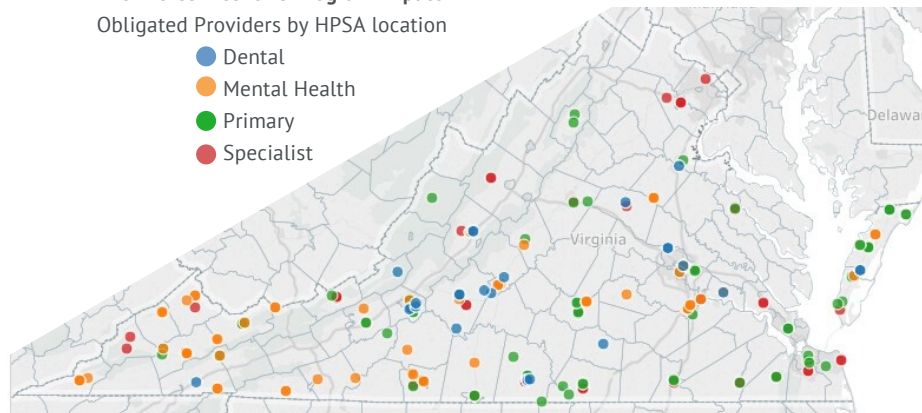 Obligated Providers by HPSA location
Dental
Mental Health
Primary
Specialist
Delawa
Virginia